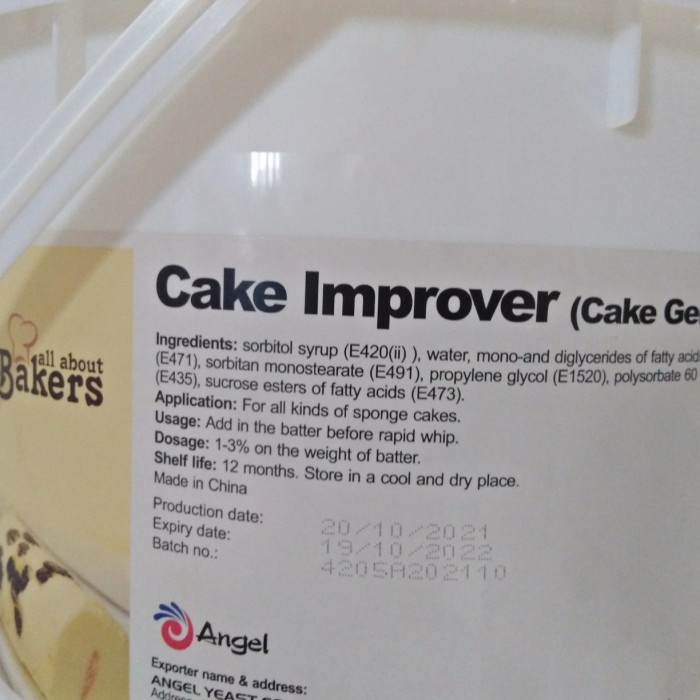 Cake Improver (Cake Ge
Ingredients: sorbitol syrup (E420(ii) ), water, mono-and diglycerides of fatty acid
(E471), sorbitan monostearate (E491), propylene glycol (E1520), polysorbate 60
(E435), sucrose esters of fatty acids (E473).
Application: For all kinds of sponge cakes.
Usage: Add in the batter before rapid whip.
Dosage: 1-3% on the weight of batter.
Shelf life: 12 months. Store in a cool and dry place.
Made in China
Production date: 20/10/2021
Expiry date: 19/10/2022
Batch no.: 4205A202110
all about
Bakers
Angel
Exporter name & address:
ANGEL YEAST